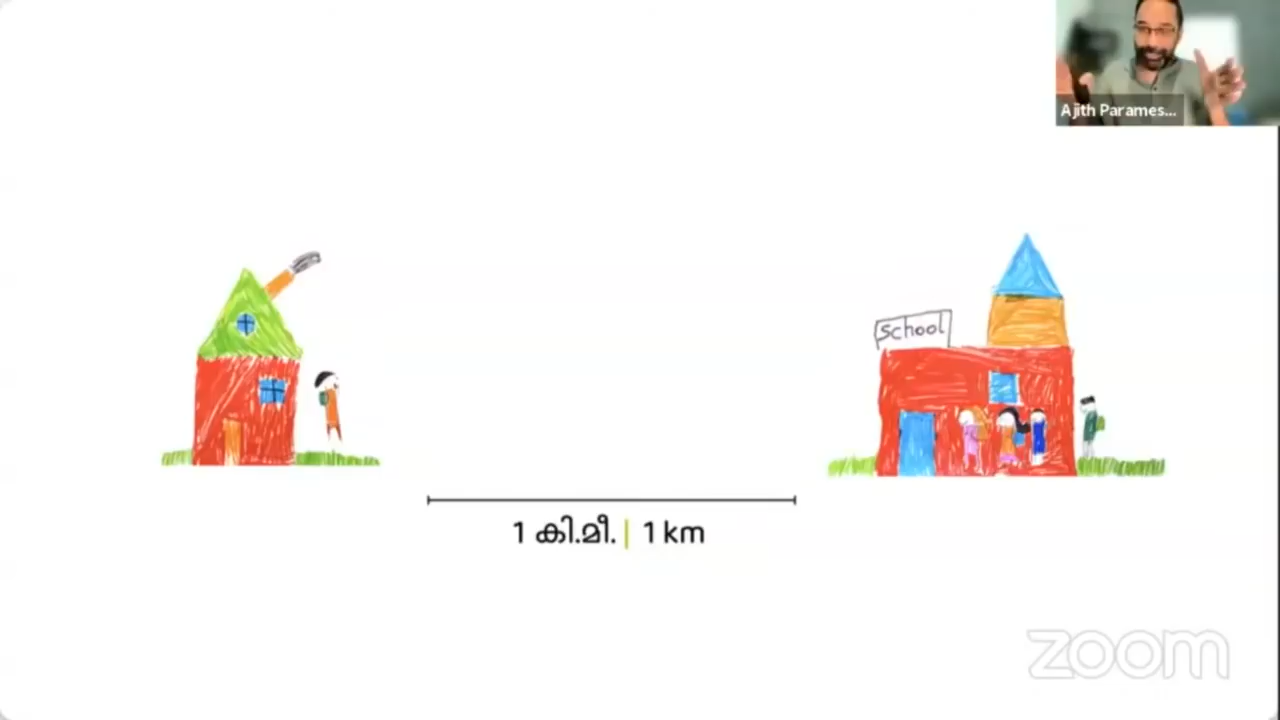 Ajith Parames...
School
1 കി.മീ. | 1 km
zoom